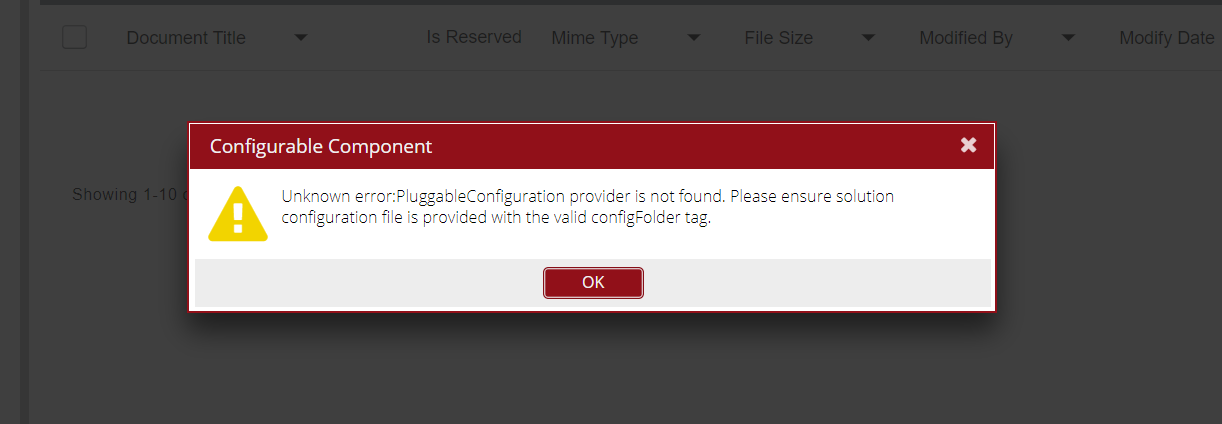 Document Title Is Reserved Mime Type File Size Modified By Modify Date
Configurable Component
Showing 1-10
Unknown error:PluggableConfiguration provider is not found. Please ensure solution
configuration file is provided with the valid configFolder tag.
OK